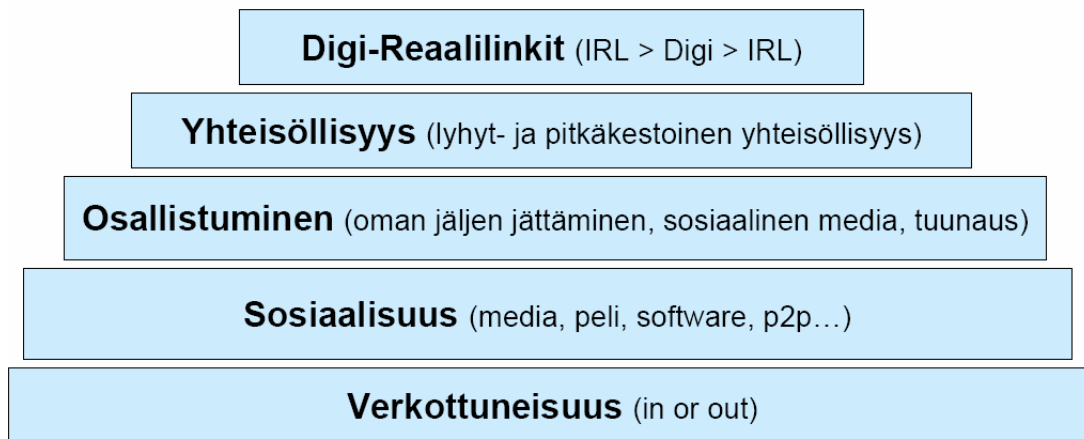 Digi-Reaalilinkit (IRL > Digi > IRL)
Yhteisöllisyys (lyhyt- ja pitkäkestoinen yhteisöllisyys)
Osallistuminen (oman jäljen jättäminen, sosiaalinen media, tuunaus)
Sosiaalisuus (media, peli, software, p2p…)
Verkottuneisuus (in or out)